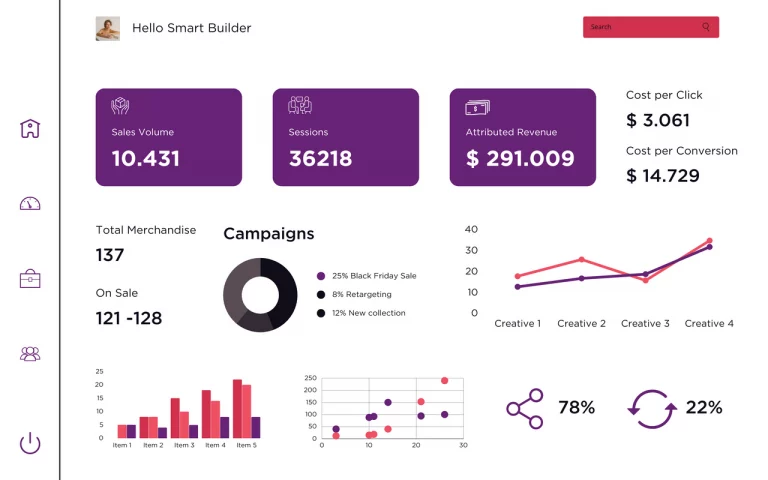 Hello Smart Builder
Search
Sales Volume
10.431
Sessions
36218
Attributed Revenue
$ 291.009
Cost per Click
$ 3.061
Cost per Conversion
$ 14.729
Total Merchandise
137
On Sale
121 -128
Campaigns
25% Black Friday Sale
8% Retargeting
12% New collection
40
30
20
10
0
Creative 1 Creative 2 Creative 3 Creative 4
25
20
15
10
5
0
Item 1 Item 2 Item 3 Item 4 Item 5
250
200
150
100
50
0
0 10 20 30
78%
22%